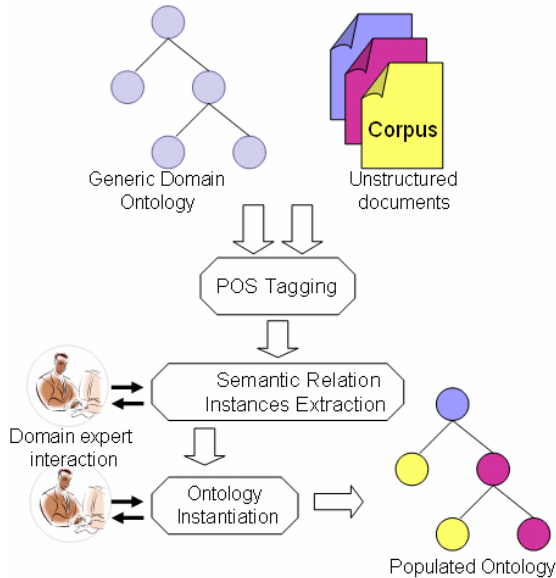 Corpus
Generic Domain
Ontology
Unstructured
documents
POS Tagging
Semantic Relation
Instances Extraction
Domain expert
interaction
Ontology
Instantiation
Populated Ontology